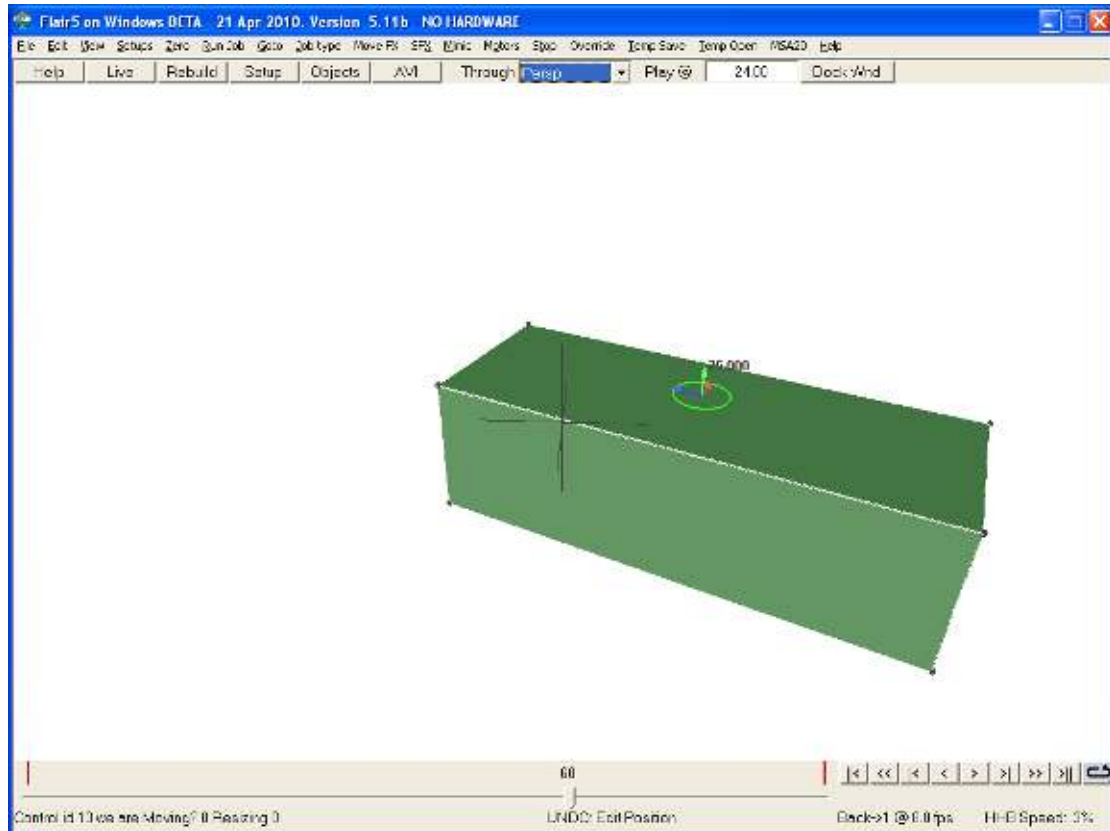 Flair5 on Windows BETA 21 Apr 2010. Version 5.11b NO HARDWARE
File Edit View Setups Zero Run Job Goto Job type Move FX SFX Mimic Motors Stop Override Temp Save Temp Open MSA20 Help
Help Live Rebuild Setup Objects AVI Through Persp Play @ 24.00 Dock Wnd
60
|< << < < > >| >> >||
Control id 13 we are Moving? 0 Resizing 0 UNDO: Edit Position Back->1 @ 8.0 fps HHB Speed: 3%